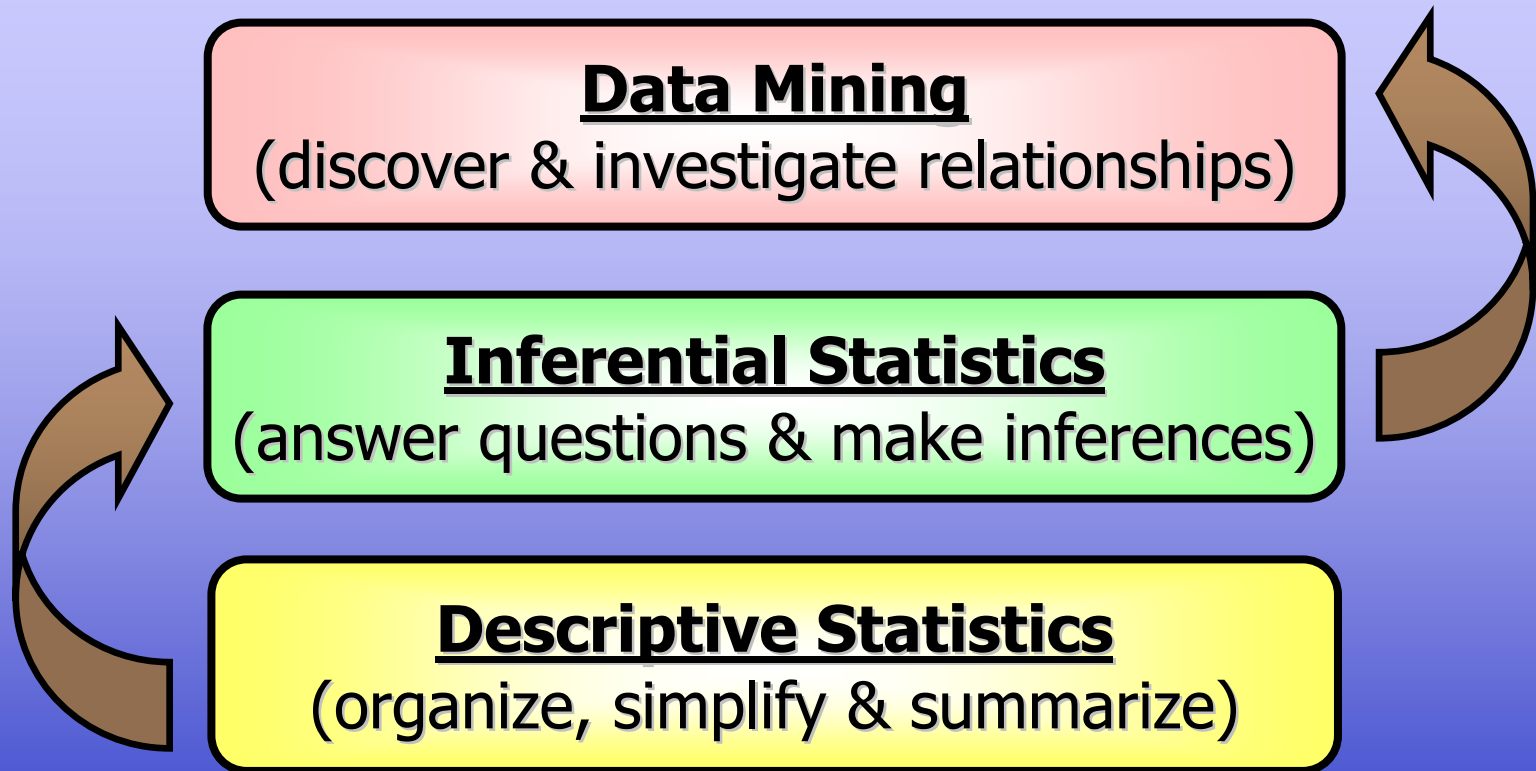 Data Mining
(discover & investigate relationships)
Inferential Statistics
(answer questions & make inferences)
Descriptive Statistics
(organize, simplify & summarize)